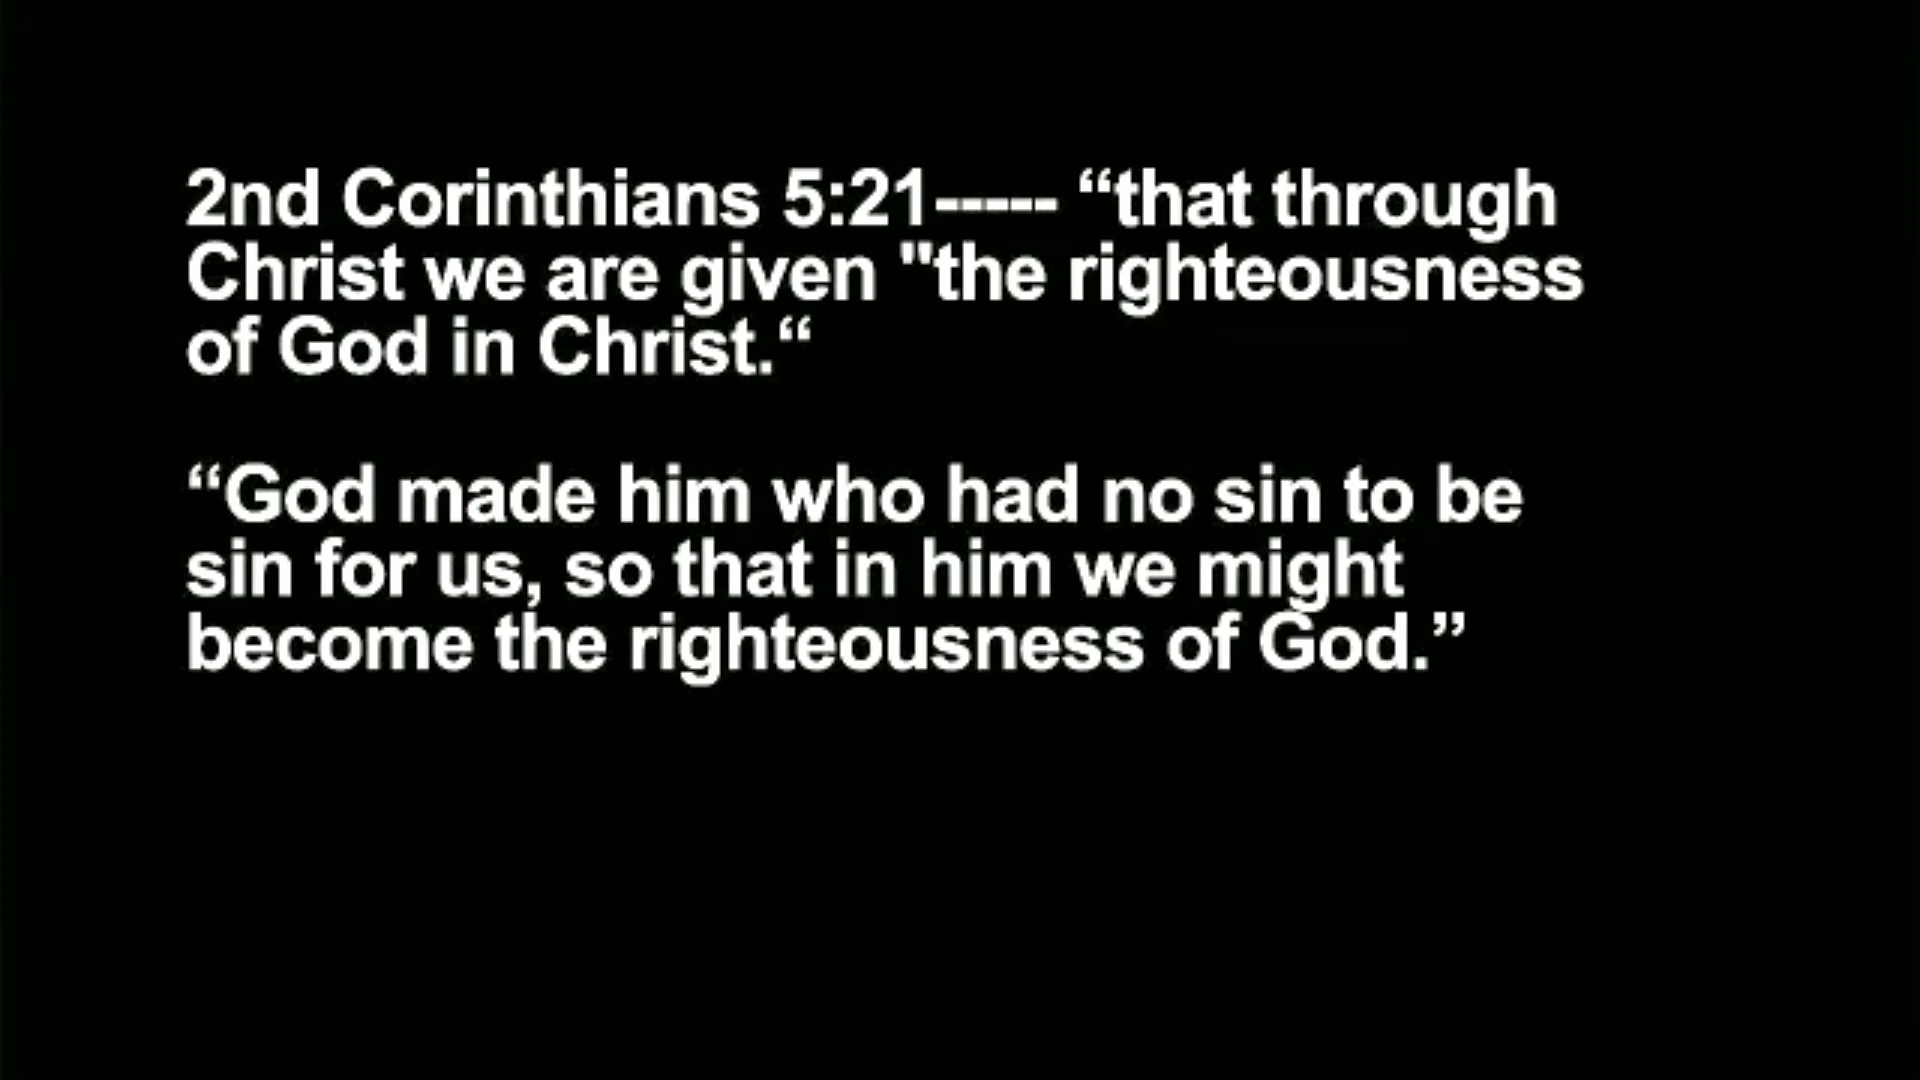 2nd Corinthians 5:21----- “that through
Christ we are given "the righteousness
of God in Christ.“
“God made him who had no sin to be
sin for us, so that in him we might
become the righteousness of God.”